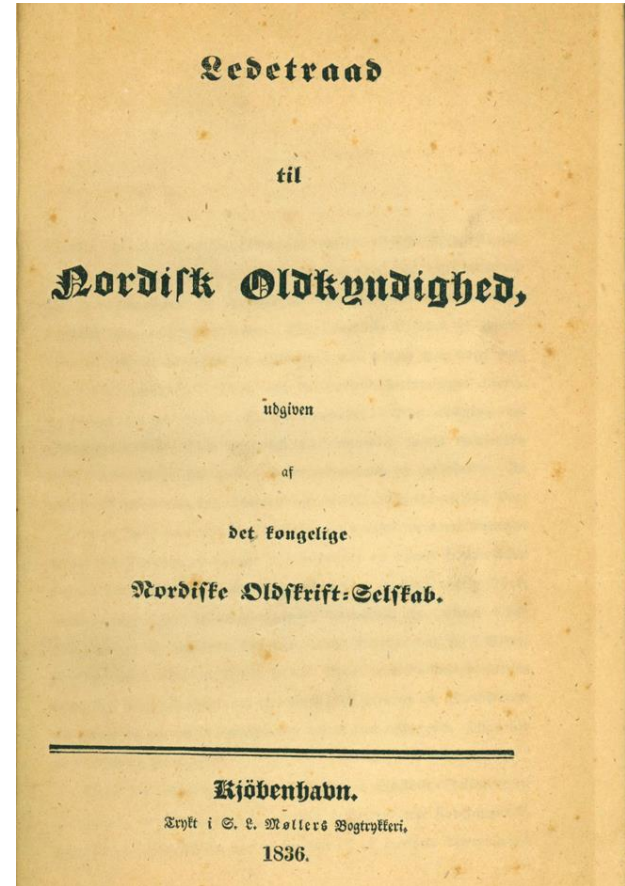 Ledetraad
til
Nordisk Oldkyndighed,
udgiven
af
det kongelige
Nordiske Oldskrift-Selskab.
Kjöbenhavn.
Trykt i S. L. Møllers Bogtrykkeri.
1836.